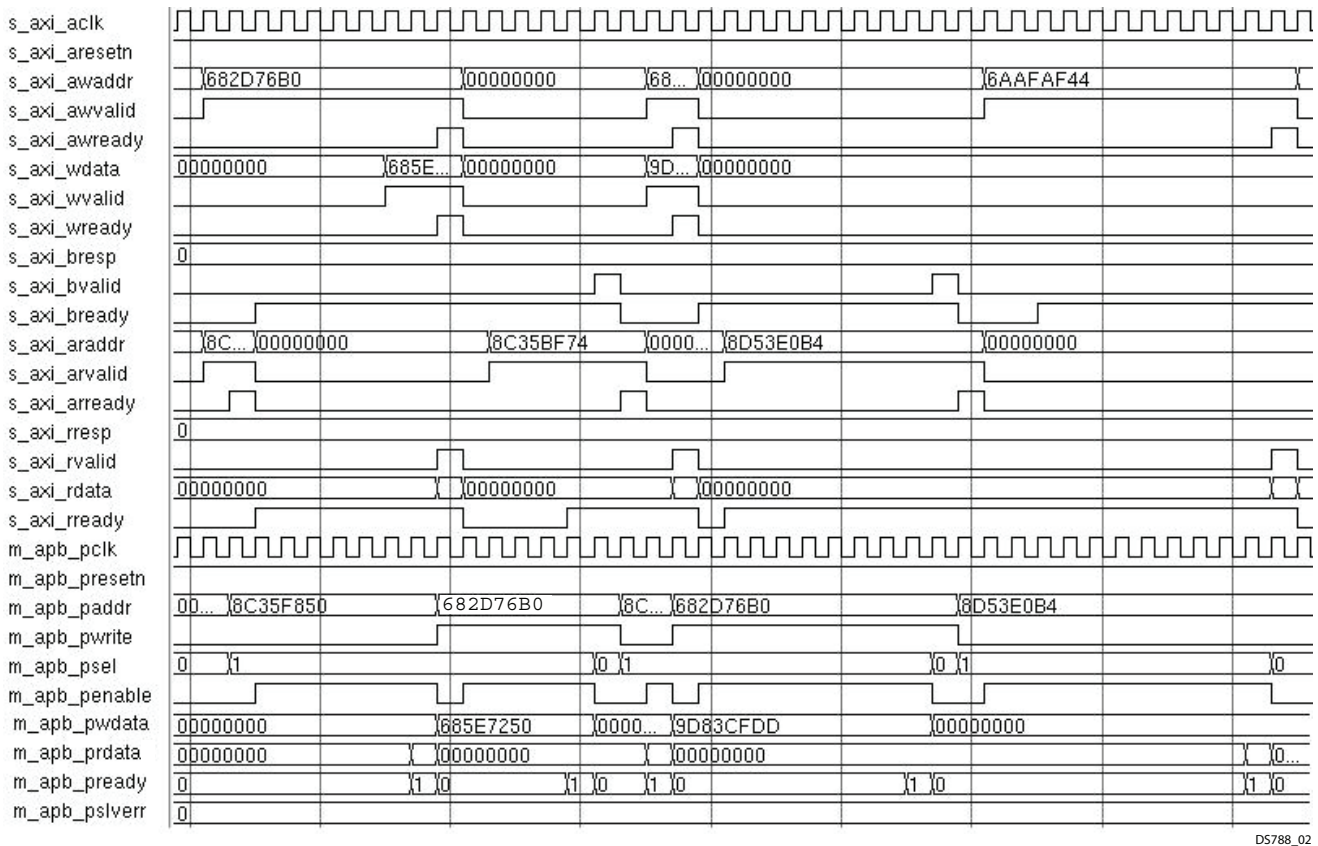 s_axi_aclk
s_axi_aresetn
s_axi_awaddr 682D76B0 00000000 68... 00000000 6AAFAF44
s_axi_awvalid
s_axi_awready
s_axi_wdata 00000000 685E... 00000000 9D... 00000000
s_axi_wvalid
s_axi_wready
s_axi_bresp 0
s_axi_bvalid
s_axi_bready
s_axi_araddr 8C... 00000000 8C35BF74 0000... 8D53E0B4 00000000
s_axi_arvalid
s_axi_arready
s_axi_rresp 0
s_axi_rvalid
s_axi_rdata 00000000 00000000 00000000
s_axi_rready
m_apb_pclk
m_apb_presetn
m_apb_paddr 00... 8C35F850 682D76B0 8C... 682D76B0 8D53E0B4
m_apb_pwrite
m_apb_psel 0 1 0 1 0 1 0
m_apb_penable
m_apb_pwdata 00000000 685E7250 0000... 9D83CFDD 00000000
m_apb_prdata 00000000 00000000 00000000 0...
m_apb_pready 0 1 0 1 0 1 0 1 0 1 0
m_apb_pslverr 0
DS788_02